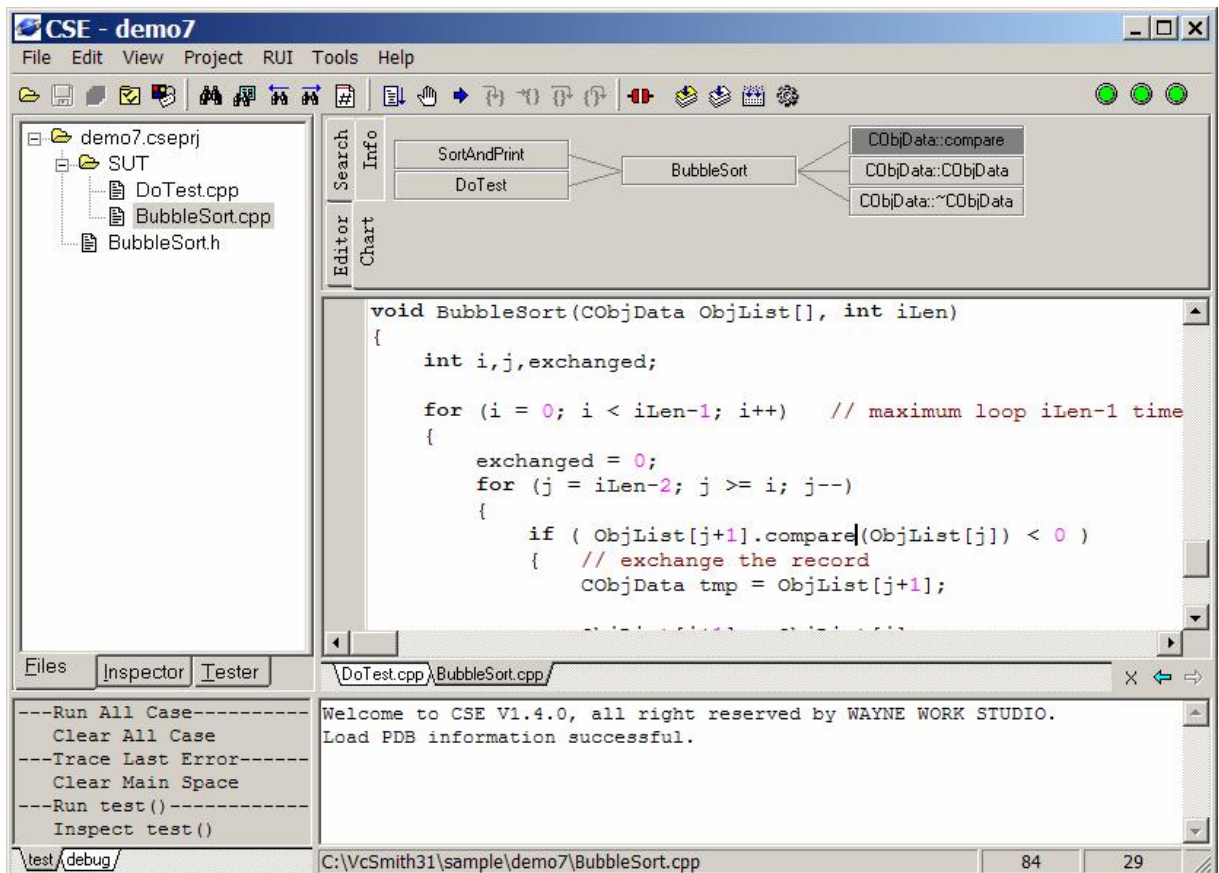 CSE - demo7
File Edit View Project RUI Tools Help
demo7.cseprj
SUT
DoTest.cpp
BubbleSort.cpp
BubbleSort.h
Files Inspector Tester
Search
Info
Editor
Chart
SortAndPrint
DoTest
BubbleSort
CObjData::compare
CObjData::CObjData
CObjData::~CObjData
void BubbleSort(CObjData ObjList[], int iLen)
{
int i,j,exchanged;
for (i = 0; i < iLen-1; i++) // maximum loop iLen-1 time
{
exchanged = 0;
for (j = iLen-2; j >= i; j--)
{
if ( ObjList[j+1].compare(ObjList[j]) < 0 )
{ // exchange the record
CObjData tmp = ObjList[j+1];
DoTest.cpp BubbleSort.cpp
X
---Run All Case----------
Clear All Case
---Trace Last Error------
Clear Main Space
---Run test()------------
Inspect test()
test debug
Welcome to CSE V1.4.0, all right reserved by WAYNE WORK STUDIO.
Load PDB information successful.
C:\VcSmith31\sample\demo7\BubbleSort.cpp 84 29